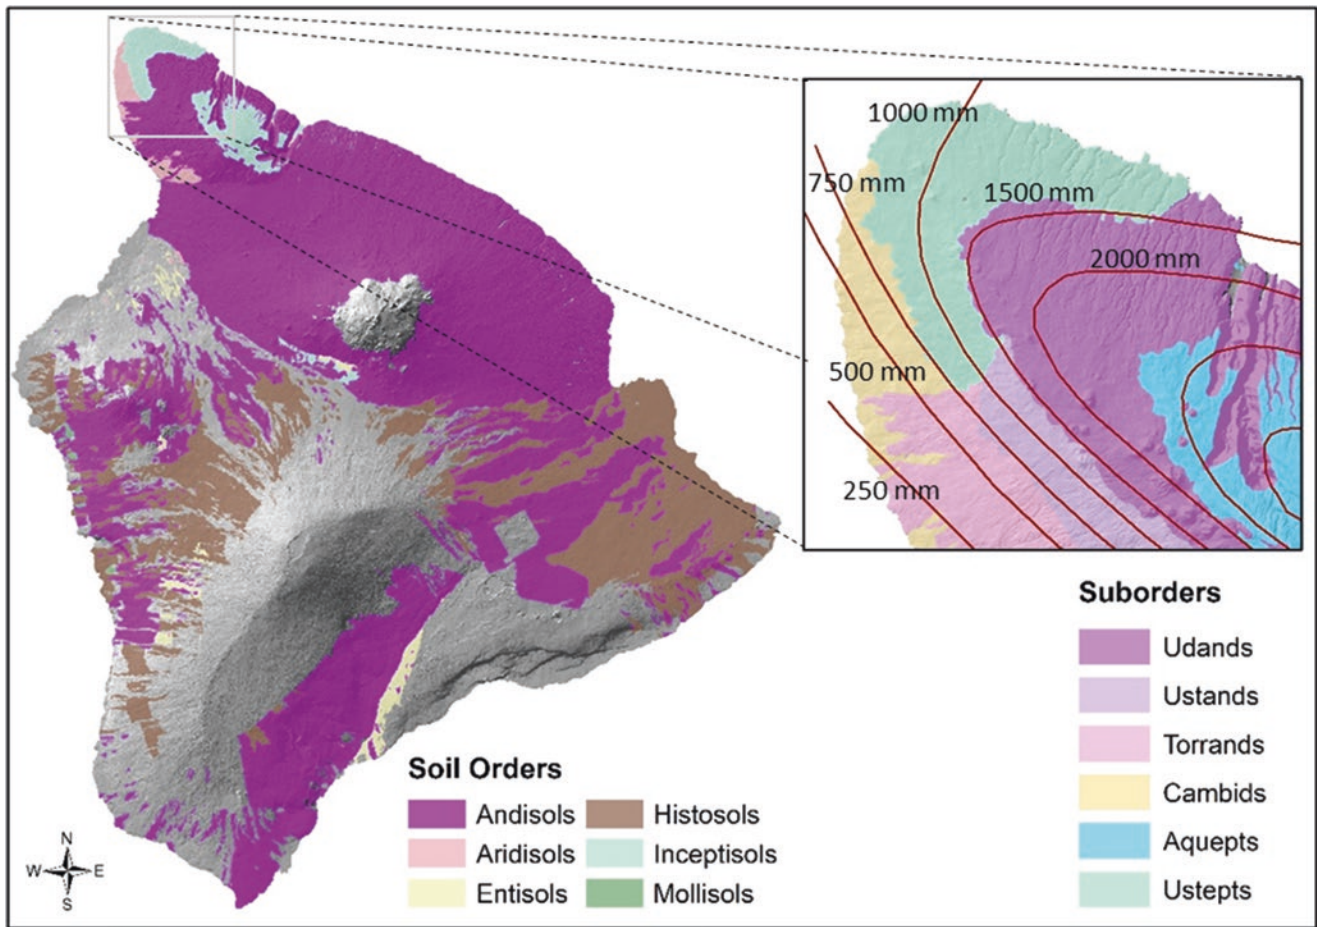 1000 mm
750 mm
1500 mm
2000 mm
500 mm
250 mm
Suborders
Udands
Ustands
Torrands
Cambids
Aquepts
Ustepts
Soil Orders
Andisols
Histosols
Aridisols
Inceptisols
Entisols
Mollisols
N
W E
S